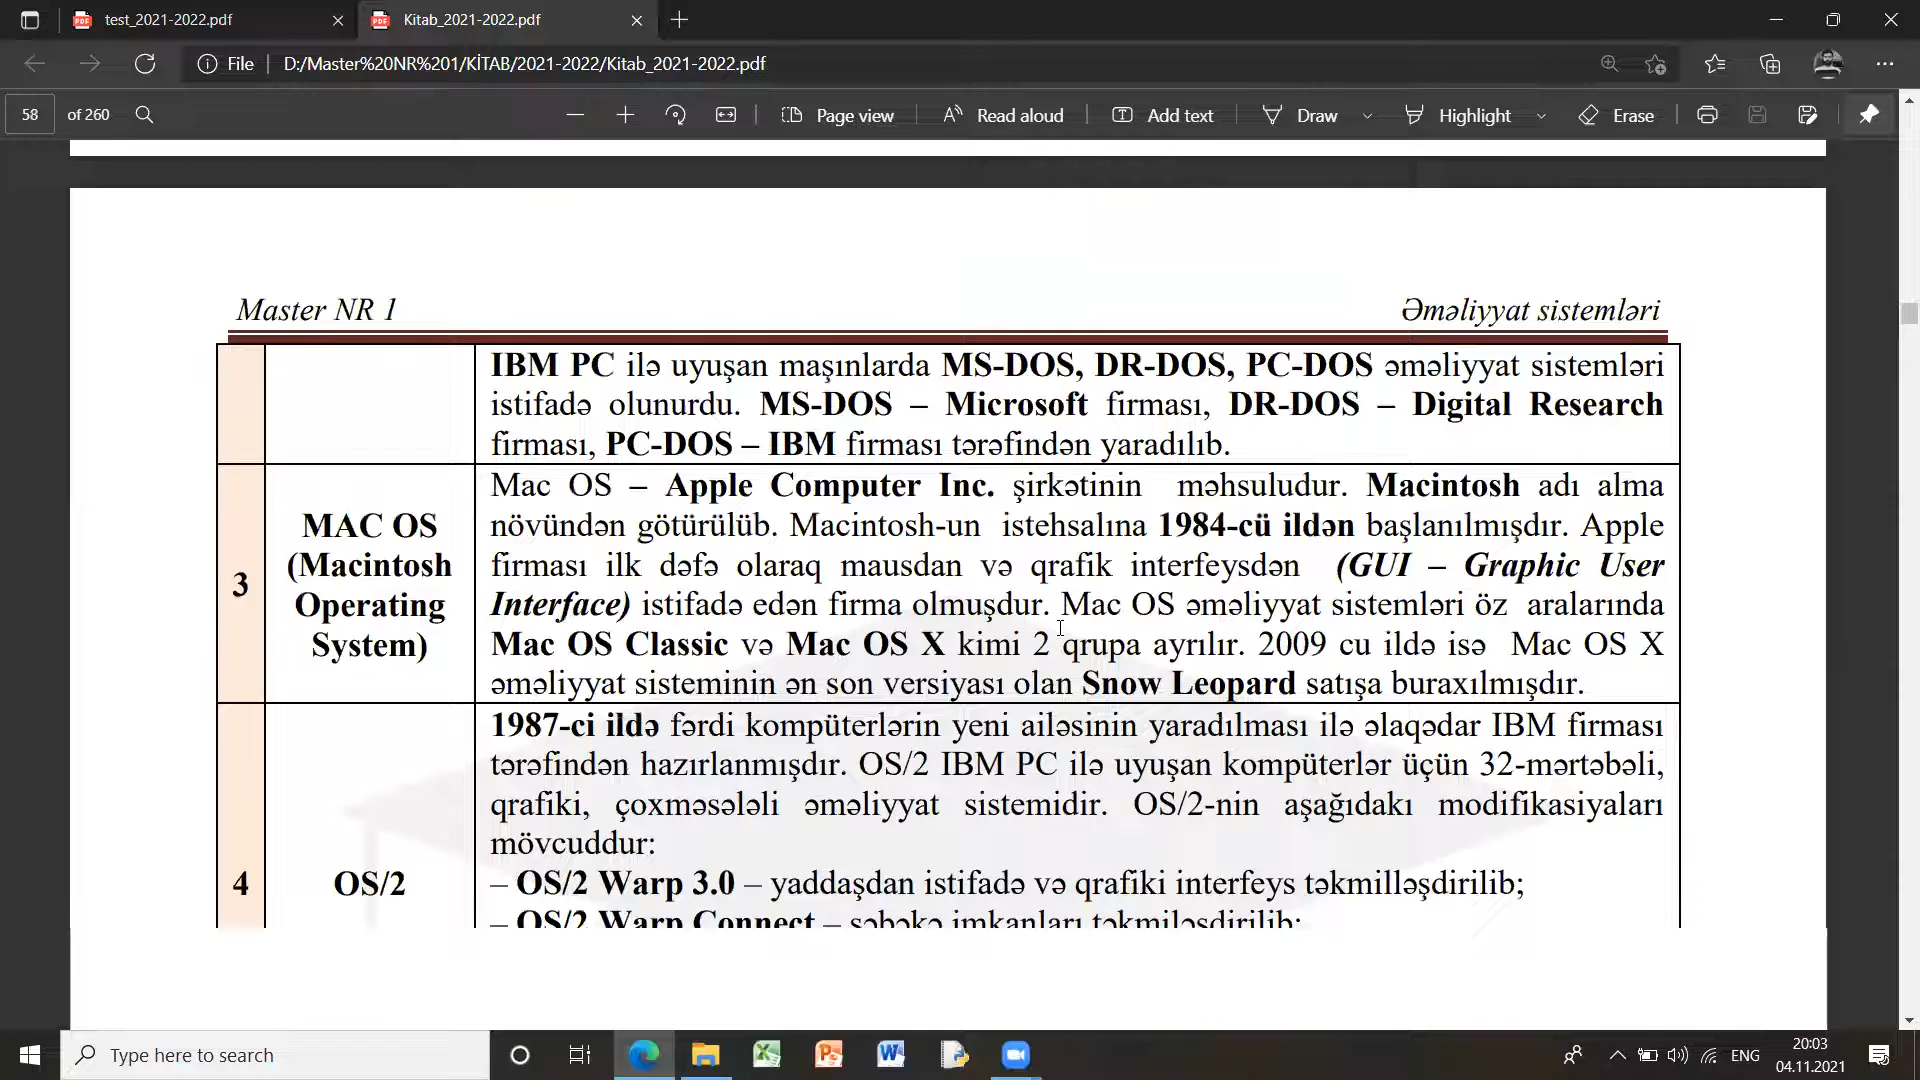 test_2021-2022.pdf
Kitab_2021-2022.pdf
File
D:/Master%20NR%201/KİTAB/2021-2022/Kitab_2021-2022.pdf
58
of 260
Page view
Read aloud
Add text
Draw
Highlight
Erase
Master NR 1
Əməliyyat sistemləri
IBM PC ilə uyuşan maşınlarda MS-DOS, DR-DOS, PC-DOS əməliyyat sistemləri
istifadə olunurdu. MS-DOS – Microsoft firması, DR-DOS – Digital Research
firması, PC-DOS – IBM firması tərəfindən yaradılıb.
3
MAC OS
(Macintosh
Operating
System)
Mac OS – Apple Computer Inc. şirkətinin məhsuludur. Macintosh adı alma
növündən götürülüb. Macintosh-un istehsalına 1984-cü ildən başlanılmışdır. Apple
firması ilk dəfə olaraq mausdan və qrafik interfeysdən (GUI – Graphic User
Interface) istifadə edən firma olmuşdur. Mac OS əməliyyat sistemləri öz aralarında
Mac OS Classic və Mac OS X kimi 2 qrupa ayrılır. 2009 cu ildə isə Mac OS X
əməliyyat sisteminin ən son versiyası olan Snow Leopard satışa buraxılmışdır.
4
OS/2
1987-ci ildə fərdi kompüterlərin yeni ailəsinin yaradılması ilə əlaqədar IBM firması
tərəfindən hazırlanmışdır. OS/2 IBM PC ilə uyuşan kompüterlər üçün 32-mərtəbəli,
qrafiki, çoxməsələli əməliyyat sistemidir. OS/2-nin aşağıdakı modifikasiyaları
mövcuddur:
– OS/2 Warp 3.0 – yaddaşdan istifadə və qrafiki interfeys təkmilləşdirilib;
– OS/2 Warp Connect – şəbəkə imkanları təkmiləşdirilib;
Type here to search
ENG
20:03
04.11.2021